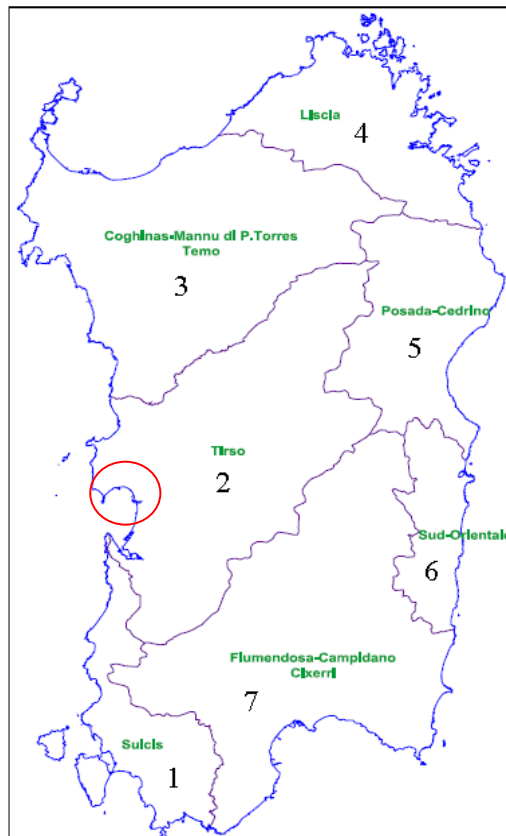 Liscia
4
Coghinas-Mannu di P.Torres
Temo
3
Posada-Cedrino
5
Tirso
2
Sud-Orientale
6
Flumendosa-Campidano
Cixerri
7
Sulcis
1